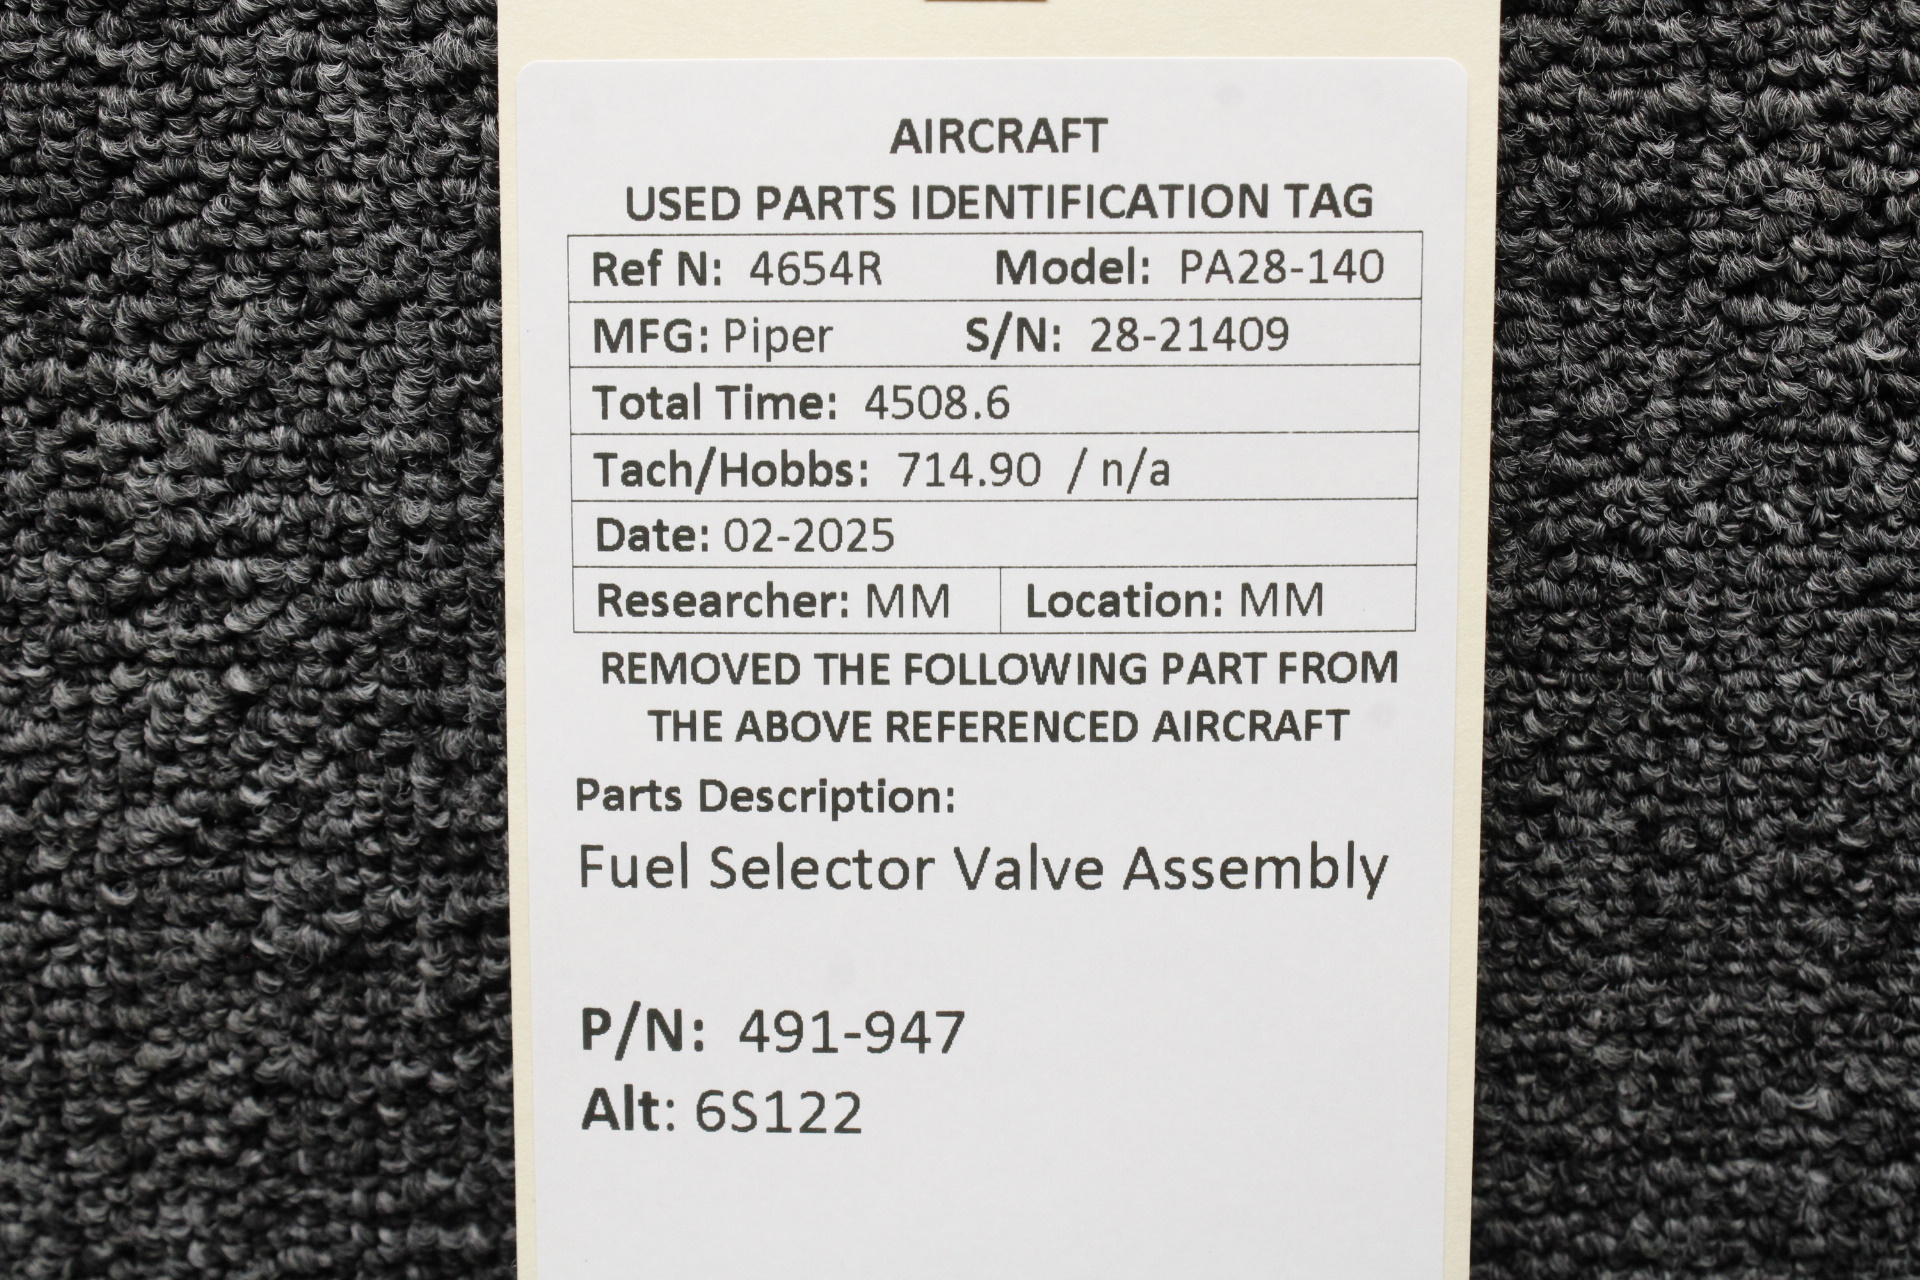 AIRCRAFT
USED PARTS IDENTIFICATION TAG
Ref N: 4654R Model: PA28-140
MFG: Piper S/N: 28-21409
Total Time: 4508.6
Tach/Hobbs: 714.90 / n/a
Date: 02-2025
Researcher: MM Location: MM
REMOVED THE FOLLOWING PART FROM
THE ABOVE REFERENCED AIRCRAFT
Parts Description:
Fuel Selector Valve Assembly
P/N: 491-947
Alt: 6S122